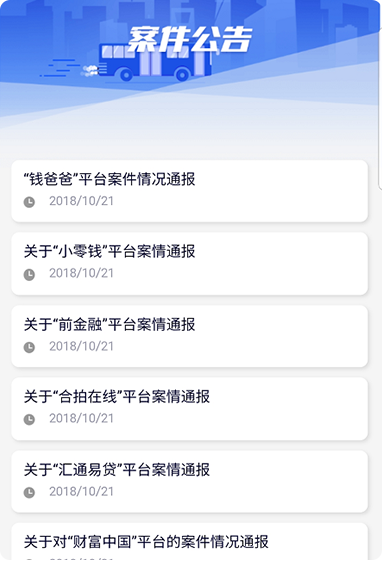 案件公告
“钱爸爸”平台案件情况通报
2018/10/21
关于“小零钱”平台案情通报
2018/10/21
关于“前金融”平台案情通报
2018/10/21
关于“合拍在线”平台案情通报
2018/10/21
关于“汇通易贷”平台案情通报
2018/10/21
关于对“财富中国”平台的案件情况通报